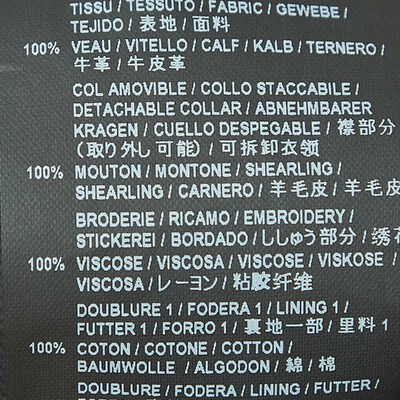 TISSU / TESSUTO / FABRIC / GEWEBE /
TEJIDO / 表地 / 面料
100% VEAU / VITELLO / CALF / KALB / TERNERO /
牛革 / 牛皮革
COL AMOVIBLE / COLLO STACCABILE /
DETACHABLE COLLAR / ABNEHMBARER
KRAGEN / CUELLO DESPEGABLE / 襟部分
（取り外し可能） / 可拆卸衣领
100% MOUTON / MONTONE / SHEARLING /
SHEARLING / CARNERO / 羊毛皮 / 羊毛皮
BRODERIE / RICAMO / EMBROIDERY /
STICKEREI / BORDADO / ししゅう部分 / 绣花
100% VISCOSE / VISCOSA / VISCOSE / VISKOSE /
VISCOSA / レーヨン / 粘胶纤维
DOUBLURE 1 / FODERA 1 / LINING 1 /
FUTTER 1 / FORRO 1 / 裏地一部 / 里料 1
100% COTON / COTONE / COTTON /
BAUMWOLLE / ALGODON / 綿 / 棉
DOUBLURE / FODERA / LINING / FUTTER /